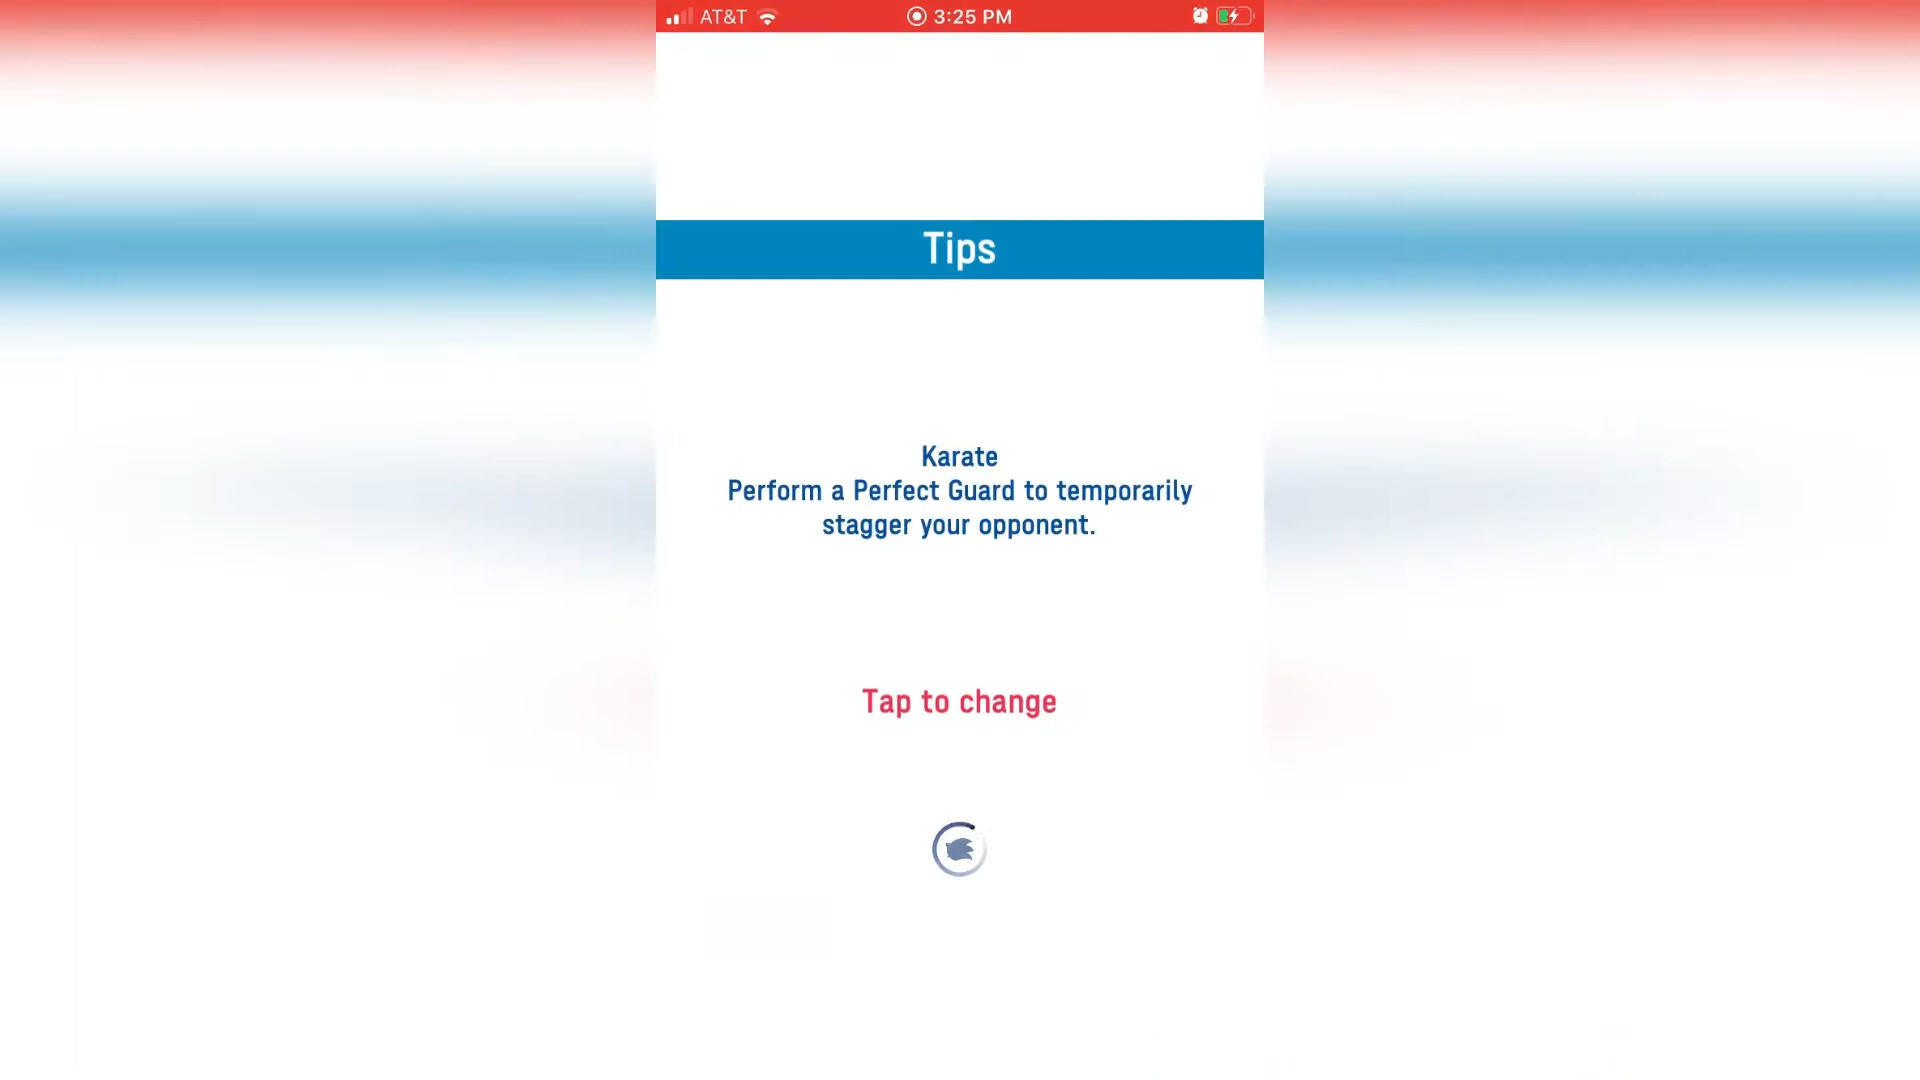 AT&T 3:25 PM
Tips
Karate
Perform a Perfect Guard to temporarily
stagger your opponent.
Tap to change